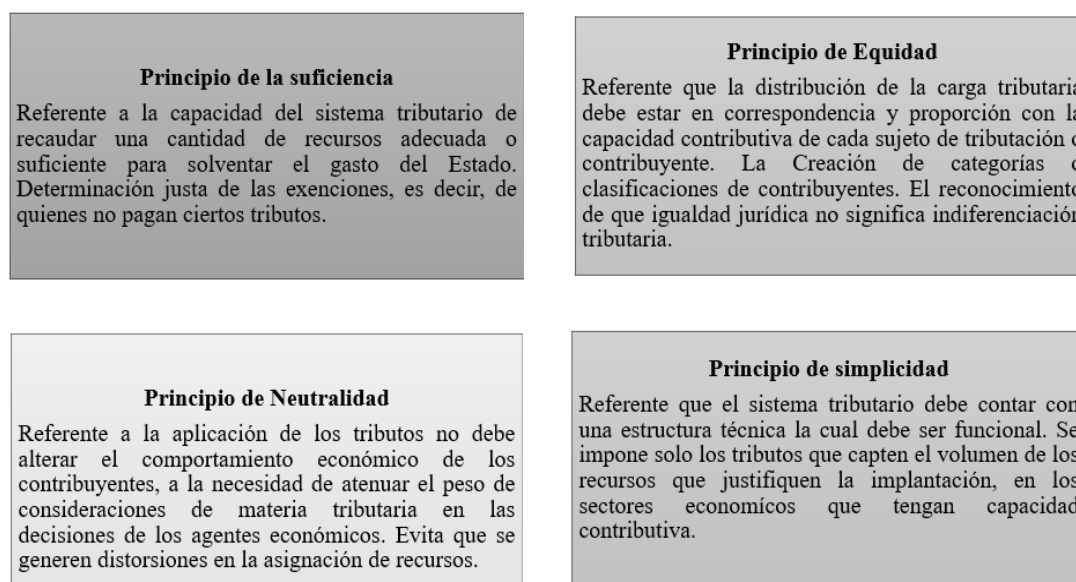 Principio de la suficiencia
Referente a la capacidad del sistema tributario de
recaudar una cantidad de recursos adecuada o
suficiente para solventar el gasto del Estado.
Determinación justa de las exenciones, es decir, de
quienes no pagan ciertos tributos.
Principio de Equidad
Referente que la distribución de la carga tributaria
debe estar en correspondencia y proporción con la
capacidad contributiva de cada sujeto de tributación o
contribuyente. La Creación de categorías o
clasificaciones de contribuyentes. El reconocimiento
de que igualdad jurídica no significa indiferenciación
tributaria.
Principio de Neutralidad
Referente a la aplicación de los tributos no debe
alterar el comportamiento económico de los
contribuyentes, a la necesidad de atenuar el peso de
consideraciones de materia tributaria en las
decisiones de los agentes económicos. Evita que se
generen distorsiones en la asignación de recursos.
Principio de simplicidad
Referente que el sistema tributario debe contar con
una estructura técnica la cual debe ser funcional. Se
impone solo los tributos que capten el volumen de los
recursos que justifiquen la implantación, en los
sectores economícos que tengan capacidad
contributiva.